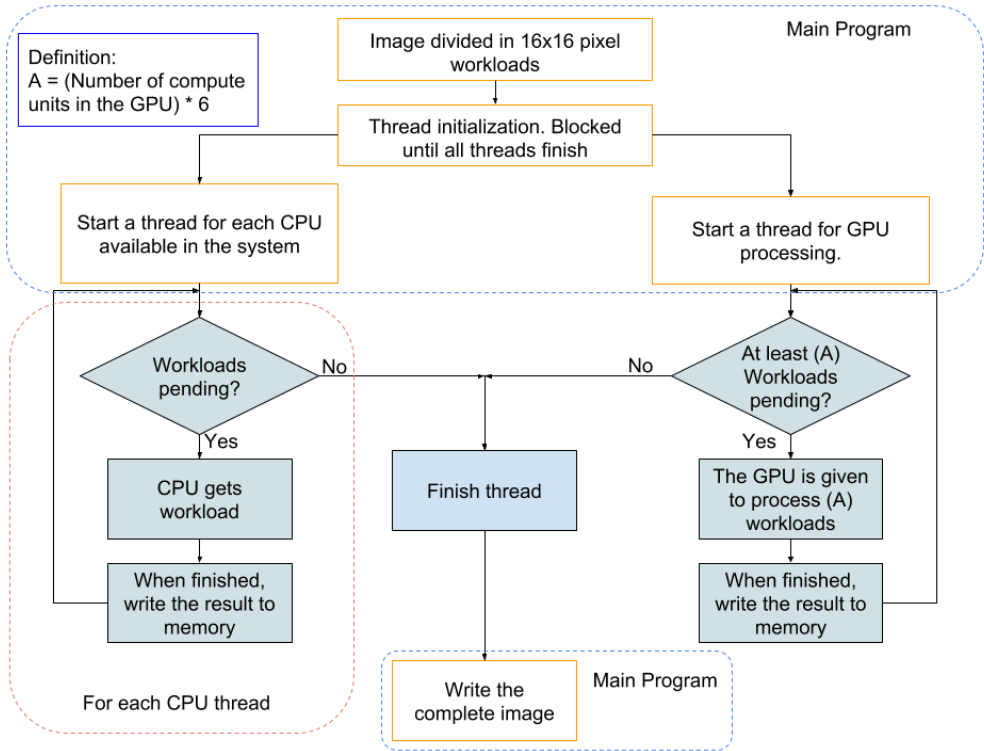 Main Program
Definition:
A = (Number of compute
units in the GPU) * 6
Image divided in 16x16 pixel
workloads
Thread initialization. Blocked
until all threads finish
Start a thread for each CPU
available in the system
Start a thread for GPU
processing.
Workloads
pending?
No
Yes
CPU gets
workload
When finished,
write the result to
memory
For each CPU thread
At least (A)
Workloads
pending?
No
Yes
The GPU is given
to process (A)
workloads
When finished,
write the result to
memory
Finish thread
Write the
complete image
Main Program